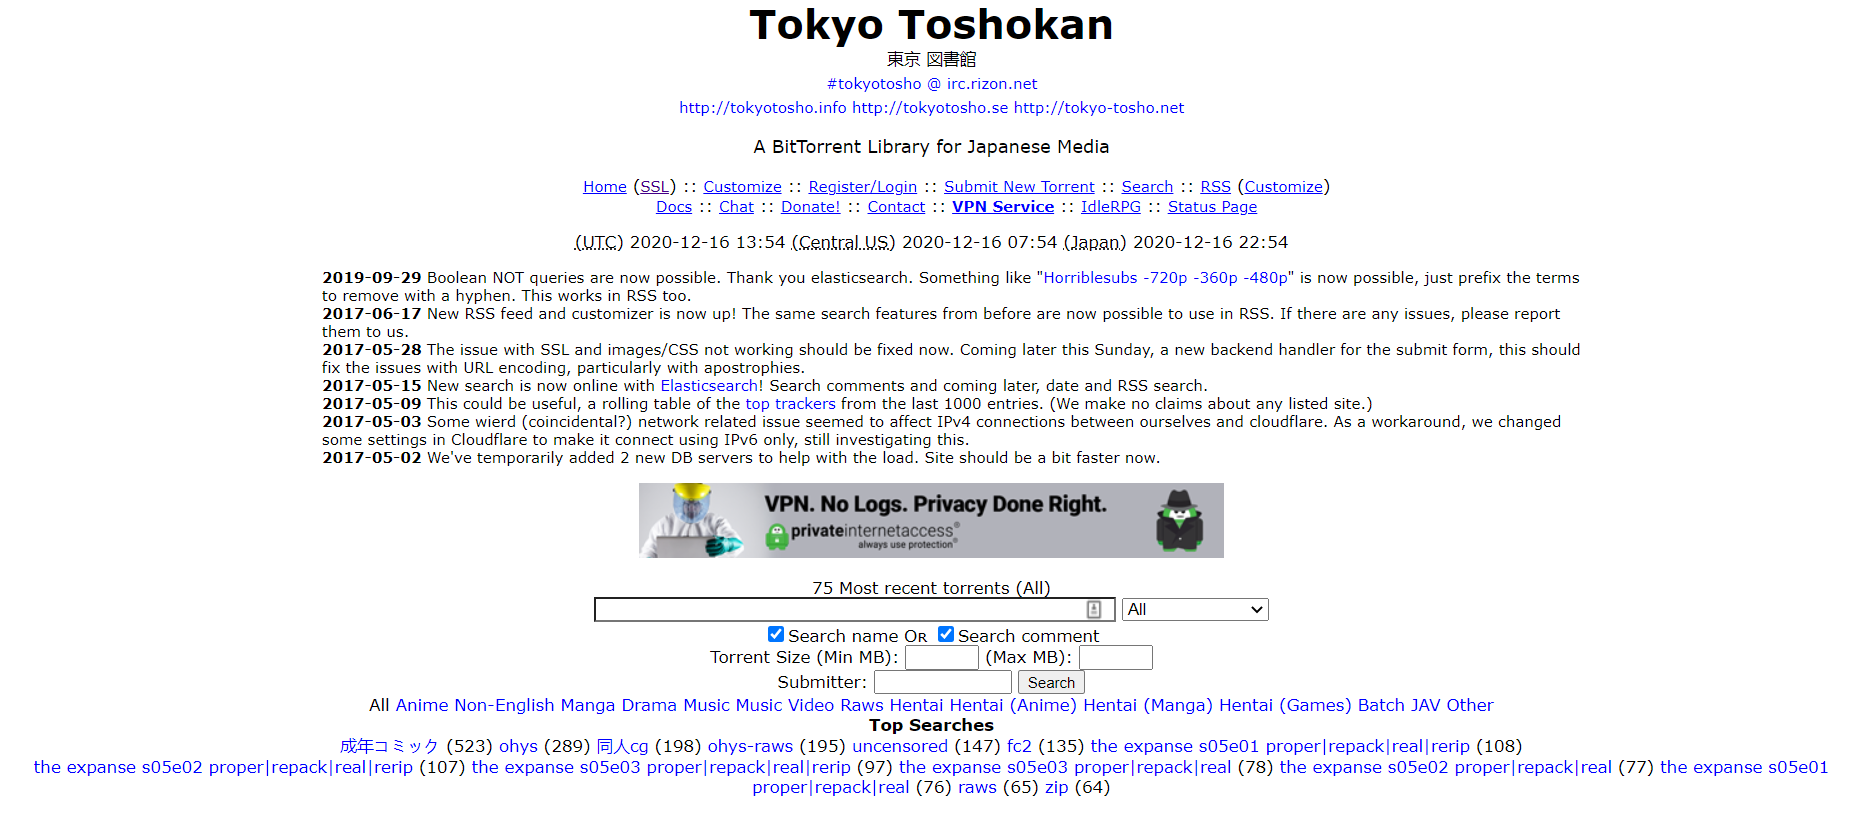 Tokyo Toshokan
東京 図書館
#tokyotosho @ irc.rizon.net
http://tokyotosho.info http://tokyotosho.se http://tokyo-tosho.net
A BitTorrent Library for Japanese Media
Home (SSL) :: Customize :: Register/Login :: Submit New Torrent :: Search :: RSS (Customize)
Docs :: Chat :: Donate! :: Contact :: VPN Service :: IdleRPG :: Status Page
(UTC) 2020-12-16 13:54 (Central US) 2020-12-16 07:54 (Japan) 2020-12-16 22:54
2019-09-29 Boolean NOT queries are now possible. Thank you elasticsearch. Something like "Horriblesubs -720p -360p -480p" is now possible, just prefix the terms
to remove with a hyphen. This works in RSS too.
2017-06-17 New RSS feed and customizer is now up! The same search features from before are now possible to use in RSS. If there are any issues, please report
them to us.
2017-05-28 The issue with SSL and images/CSS not working should be fixed now. Coming later this Sunday, a new backend handler for the submit form, this should
fix the issues with URL encoding, particularly with apostrophies.
2017-05-15 New search is now online with Elasticsearch! Search comments and coming later, date and RSS search.
2017-05-09 This could be useful, a rolling table of the top trackers from the last 1000 entries. (We make no claims about any listed site.)
2017-05-03 Some wierd (coincidental?) network related issue seemed to affect IPv4 connections between ourselves and cloudflare. As a workaround, we changed
some settings in Cloudflare to make it connect using IPv6 only, still investigating this.
2017-05-02 We've temporarily added 2 new DB servers to help with the load. Site should be a bit faster now.
VPN. No Logs. Privacy Done Right.
privateinternetaccess®
always use protection®
75 Most recent torrents (All)
All
Search name OR Search comment
Torrent Size (Min MB): (Max MB):
Submitter: Search
All Anime Non-English Manga Drama Music Music Video Raws Hentai Hentai (Anime) Hentai (Manga) Hentai (Games) Batch JAV Other
Top Searches
成年コミック (523) ohys (289) 同人cg (198) ohys-raws (195) uncensored (147) fc2 (135) the expanse s05e01 proper|repack|real|rerip (108)
the expanse s05e02 proper|repack|real|rerip (107) the expanse s05e03 proper|repack|real|rerip (97) the expanse s05e03 proper|repack|real (78) the expanse s05e02 proper|repack|real (77) the expanse s05e01
proper|repack|real (76) raws (65) zip (64)